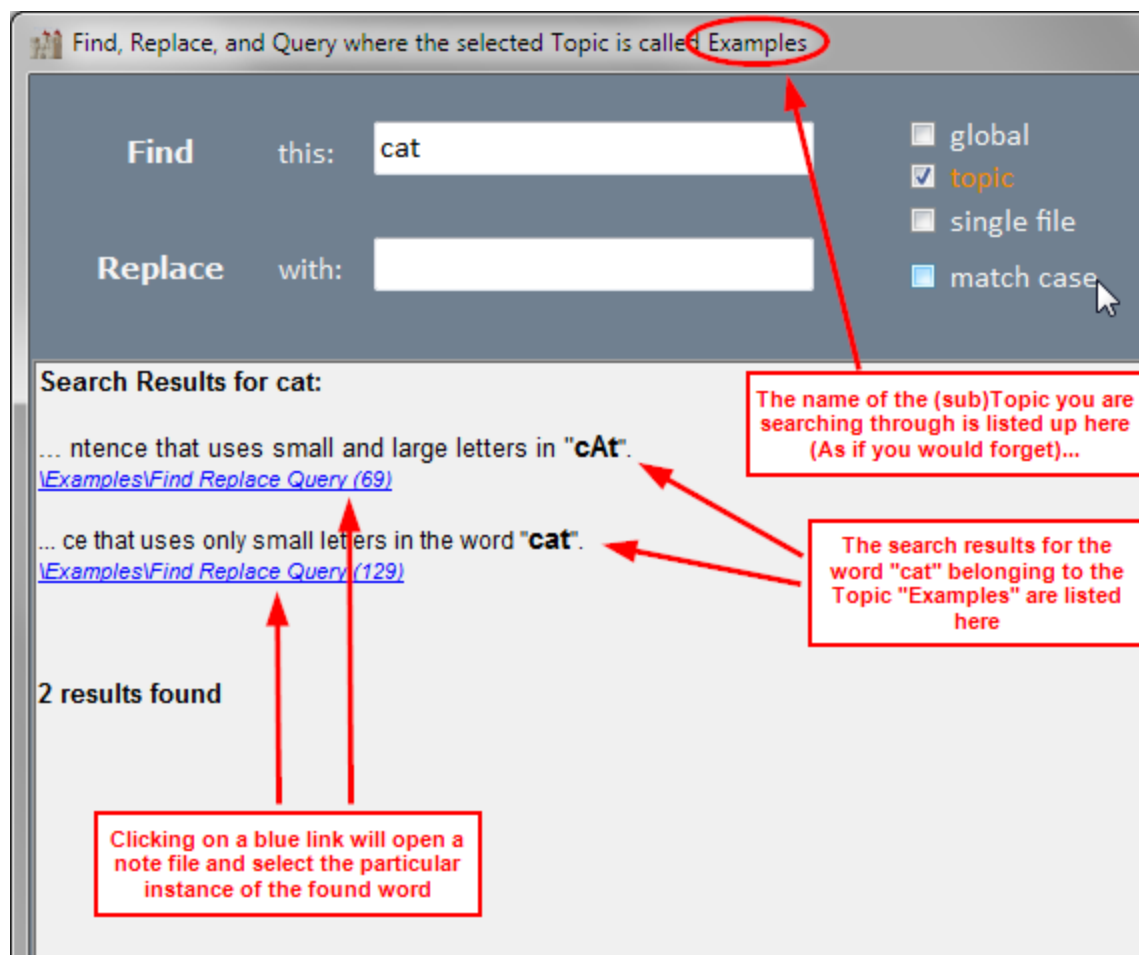 Find, Replace, and Query where the selected Topic is called Examples
Find this: cat
global
topic
single file
Replace with:
match case
Search Results for cat:
... ntence that uses small and large letters in "cAt".
\Examples\Find Replace Query (69)
... ce that uses only small letters in the word "cat".
\Examples\Find Replace Query (129)
2 results found
The name of the (sub)Topic you are
searching through is listed up here
(As if you would forget)...
The search results for the
word "cat" belonging to the
Topic "Examples" are listed
here
Clicking on a blue link will open a
note file and select the particular
instance of the found word